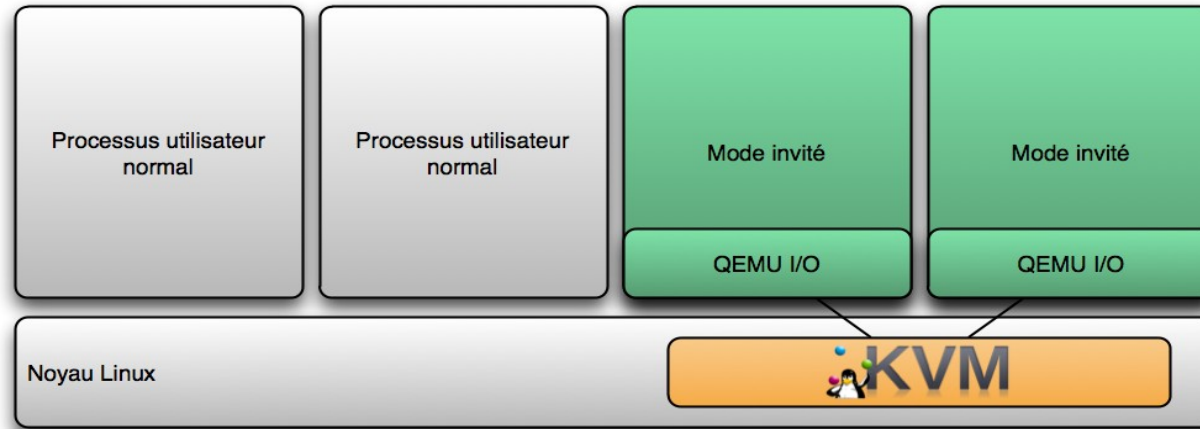 Processus utilisateur
normal
Processus utilisateur
normal
Mode invité
Mode invité
QEMU I/O
QEMU I/O
Noyau Linux
KVM